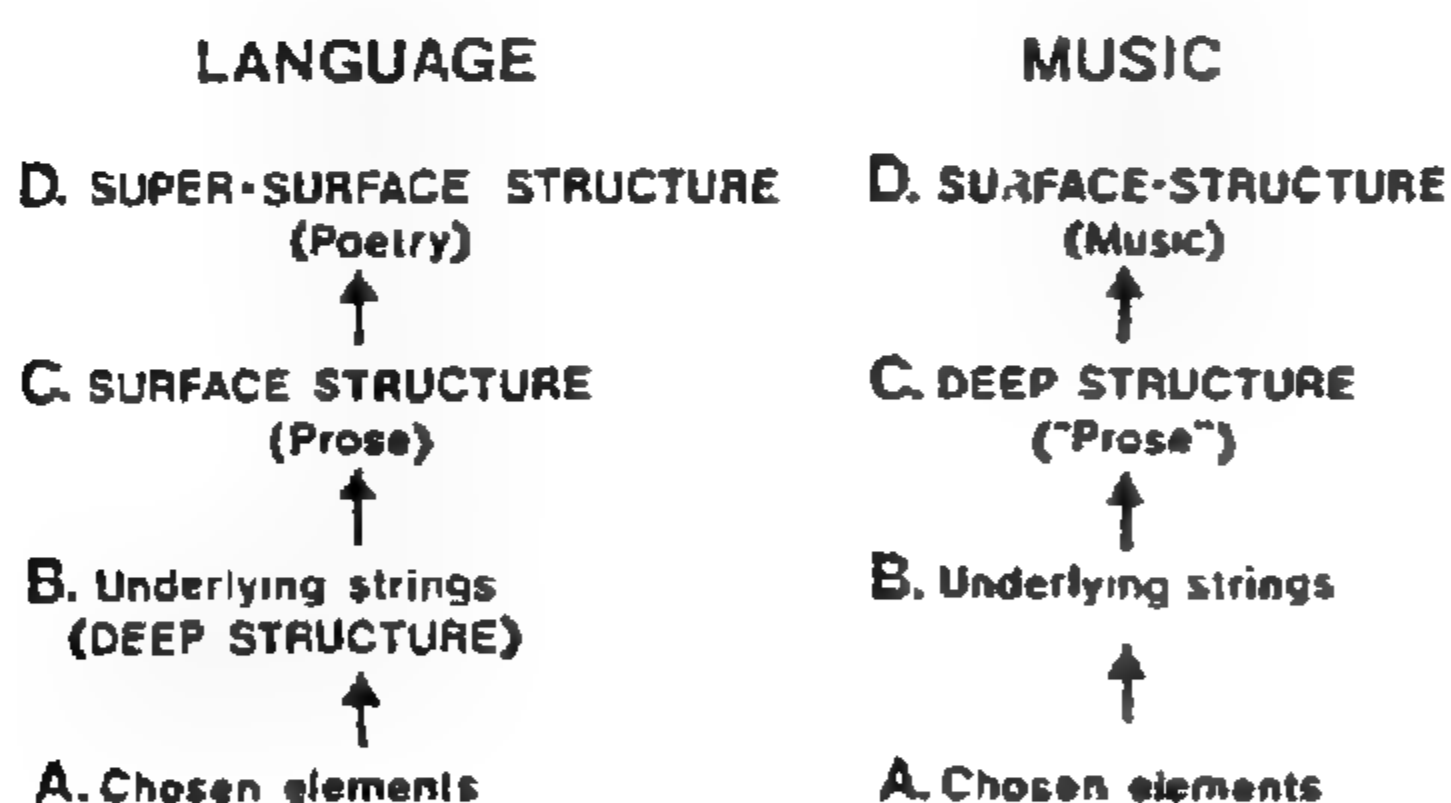 LANGUAGE
D. SUPER-SURFACE STRUCTURE
(Poetry)
C. SURFACE STRUCTURE
(Prose)
B. Underlying strings
(DEEP STRUCTURE)
A. Chosen elements
MUSIC
D. SURFACE-STRUCTURE
(Music)
C. DEEP STRUCTURE
("Prose")
B. Underlying strings
A. Chosen elements